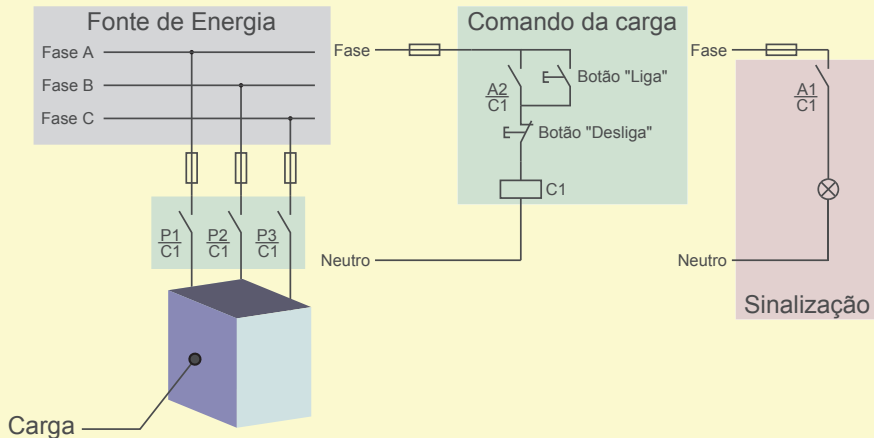 Fonte de Energia
Fase A
Fase B
Fase C
P1
C1
P2
C1
P3
C1
Carga
Comando da carga
Fase
A2
C1
Botão "Liga"
Botão "Desliga"
C1
Neutro
Fase
A1
C1
Neutro
Sinalização